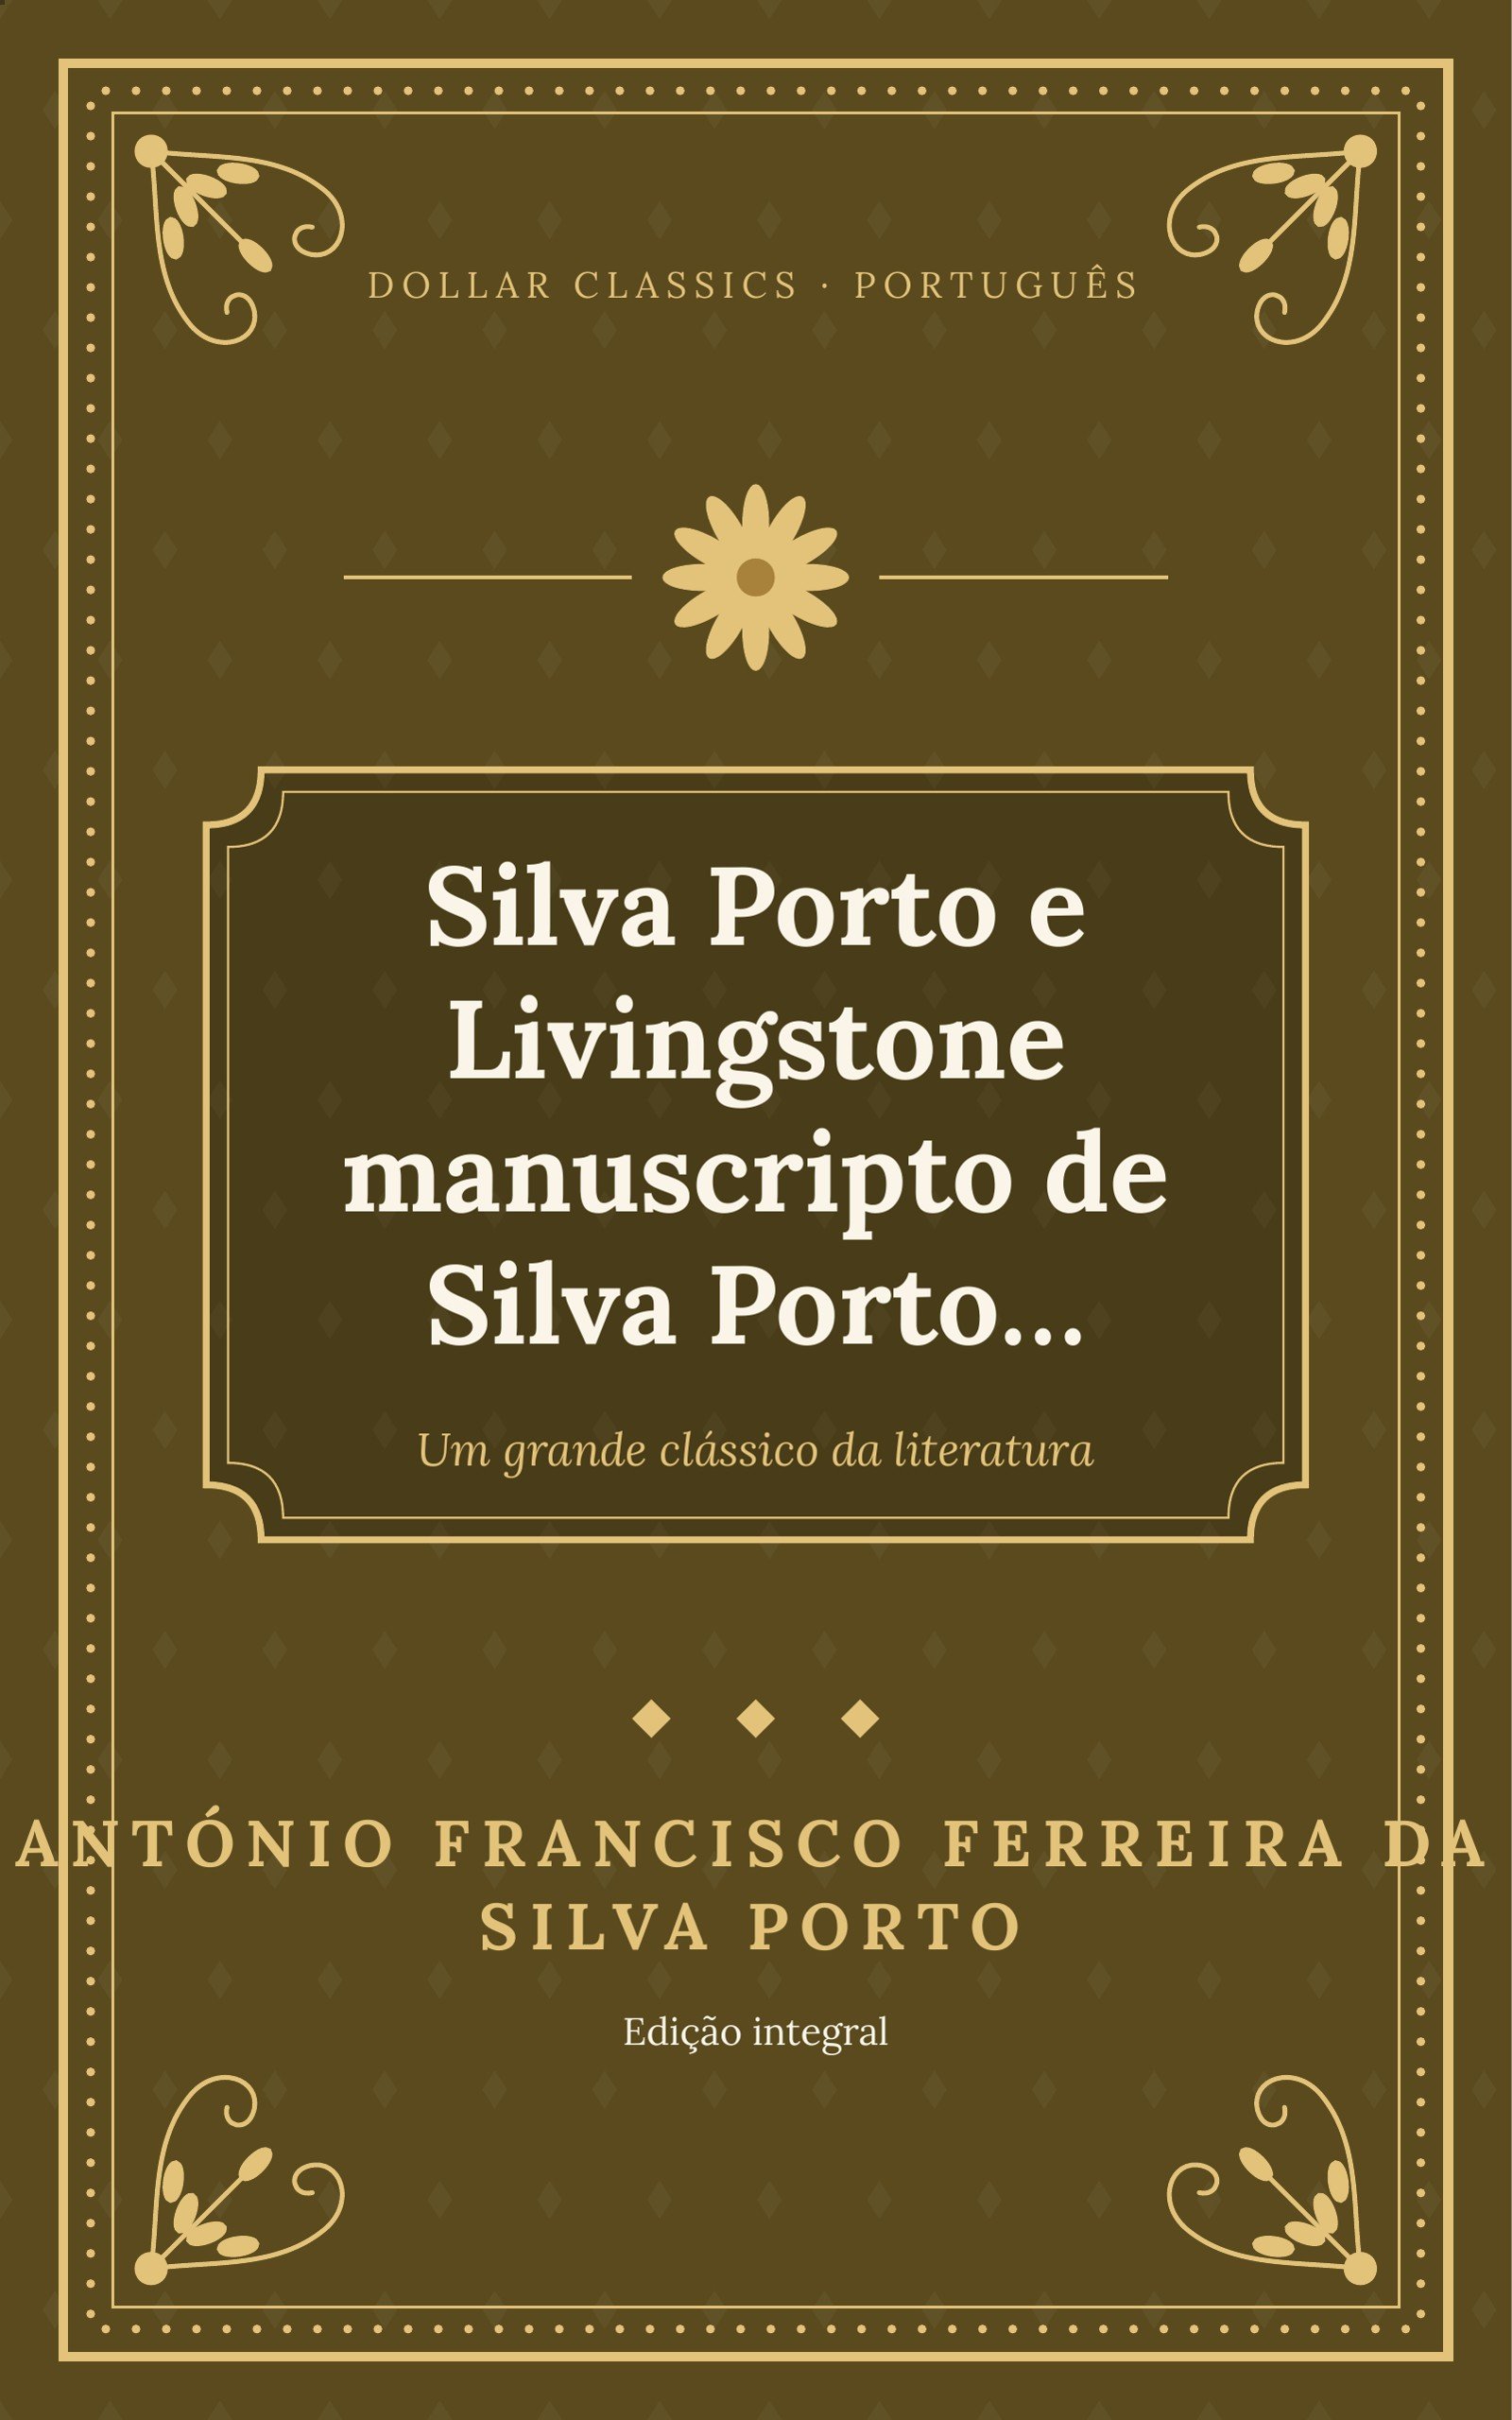 DOLLAR CLASSICS · PORTUGUÊS
Silva Porto e
Livingstone
manuscripto de
Silva Porto...
Um grande clássico da literatura
ANTÓNIO FRANCISCO FERREIRA DA
SILVA PORTO
Edição integral